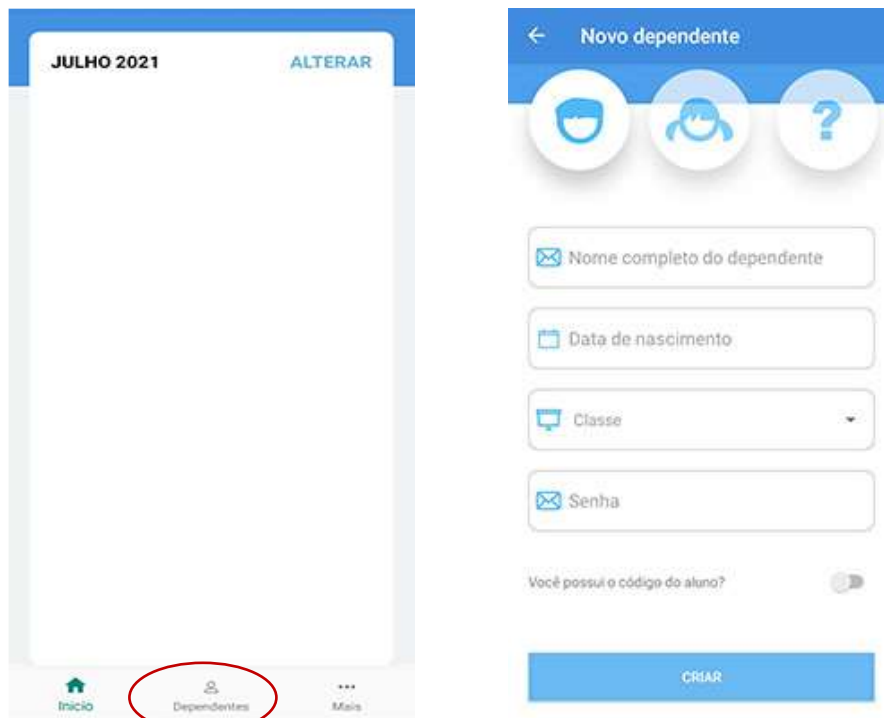 JULHO 2021 ALTERAR
Início Dependentes Mais
Novo dependente
?
Nome completo do dependente
Data de nascimento
Classe
Senha
Você possui o código do aluno?
CRIAR